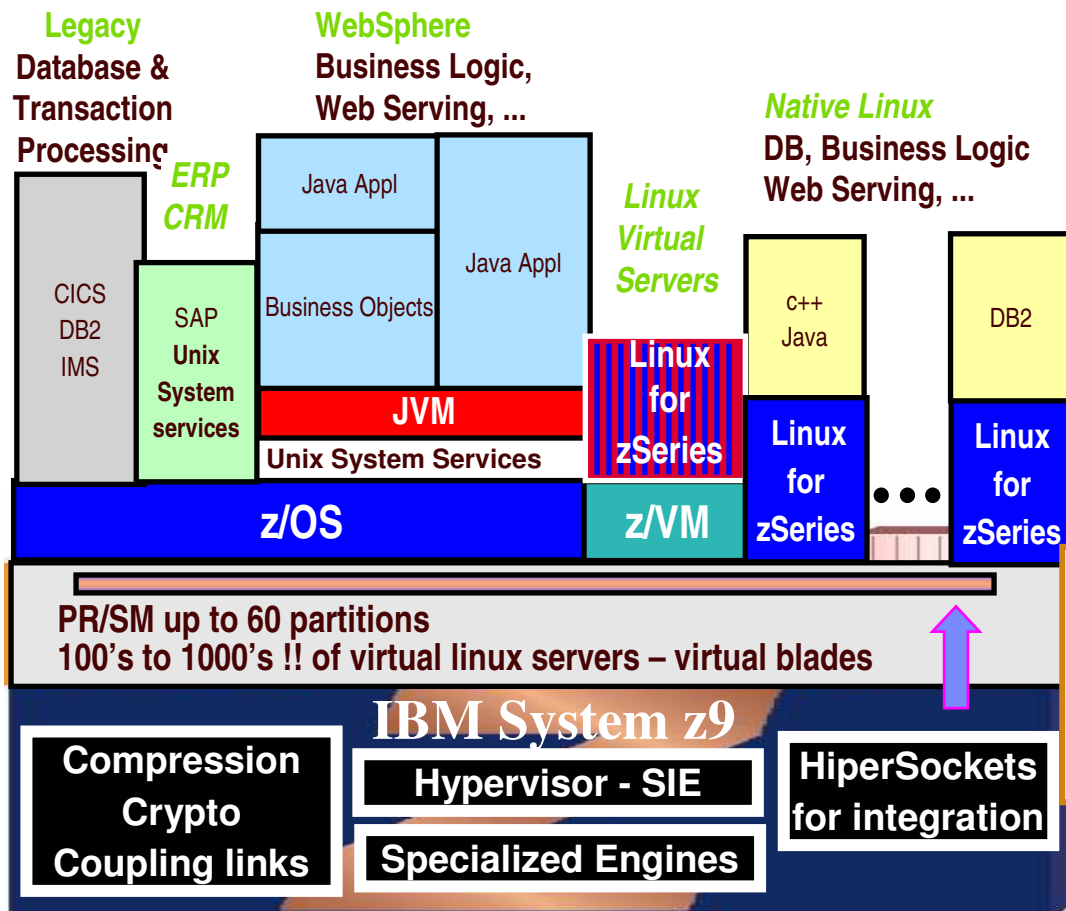 Legacy
Database &
Transaction
Processing
WebSphere
Business Logic,
Web Serving, ...
Native Linux
DB, Business Logic
Web Serving, ...
ERP
CRM
Linux
Virtual
Servers
CICS
DB2
IMS
SAP
Unix
System
services
Java Appl
Business Objects
Java Appl
JVM
Unix System Services
Linux
for
zSeries
c++
Java
Linux
for
zSeries
DB2
Linux
for
zSeries
z/OS
z/VM
PR/SM up to 60 partitions
100's to 1000's !! of virtual linux servers – virtual blades
IBM System z9
Compression
Crypto
Coupling links
Hypervisor - SIE
Specialized Engines
HiperSockets
for integration